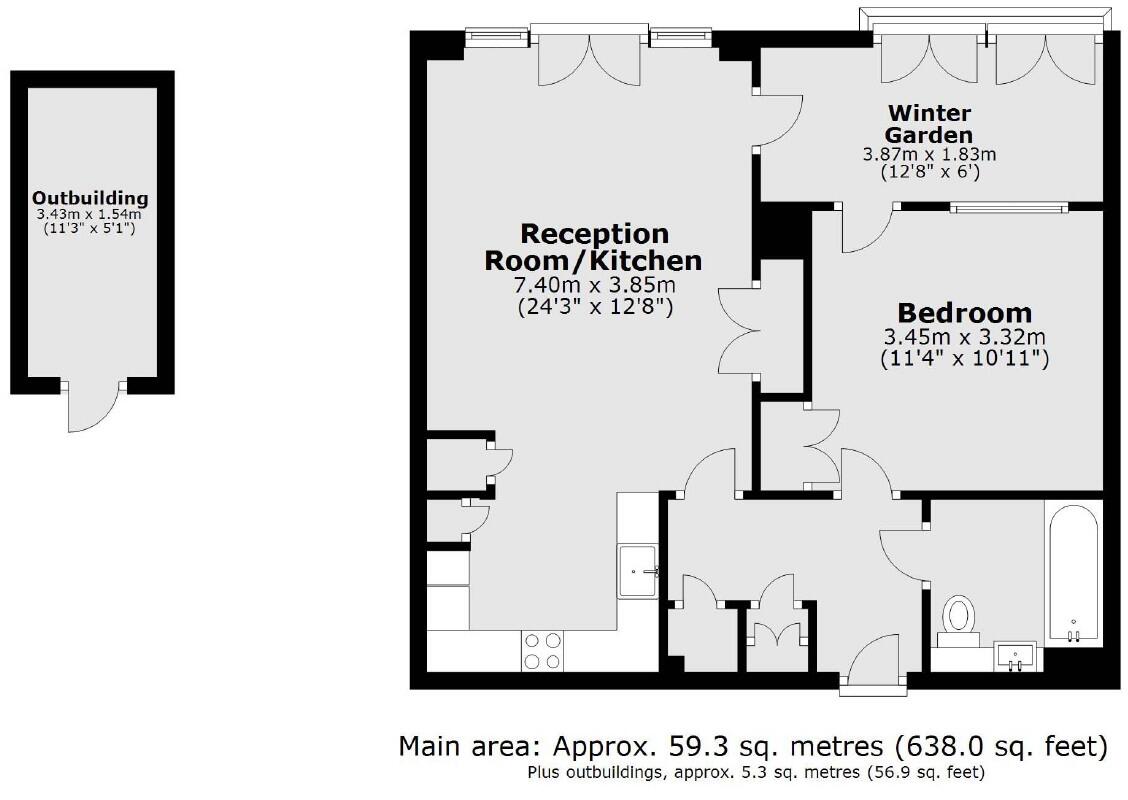 Outbuilding
3.43m x 1.54m
(11'3" x 5'1")
Winter
Garden
3.87m x 1.83m
(12'8" x 6')
Reception
Room/Kitchen
7.40m x 3.85m
(24'3" x 12'8")
Bedroom
3.45m x 3.32m
(11'4" x 10'11")
Main area: Approx. 59.3 sq. metres (638.0 sq. feet)
Plus outbuildings, approx. 5.3 sq. metres (56.9 sq. feet)